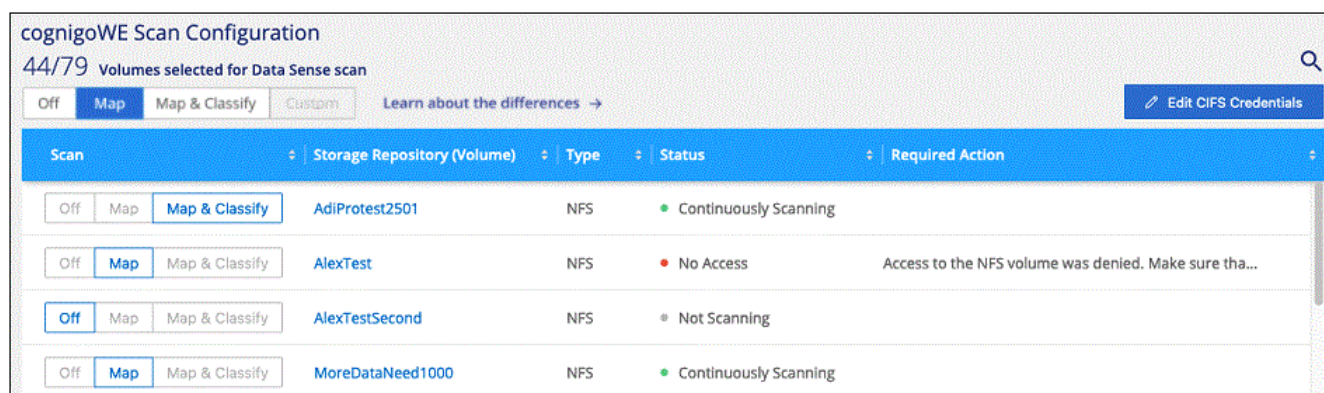 cognigoWE Scan Configuration
44/79 Volumes selected for Data Sense scan
Off Map Map & Classify Custom Learn about the differences → Edit CIFS Credentials
Scan Storage Repository (Volume) Type Status Required Action
Off Map Map & Classify AdiProtest2501 NFS Continuously Scanning
Off Map Map & Classify AlexTest NFS No Access Access to the NFS volume was denied. Make sure tha...
Off Map Map & Classify AlexTestSecond NFS Not Scanning
Off Map Map & Classify MoreDataNeed1000 NFS Continuously Scanning